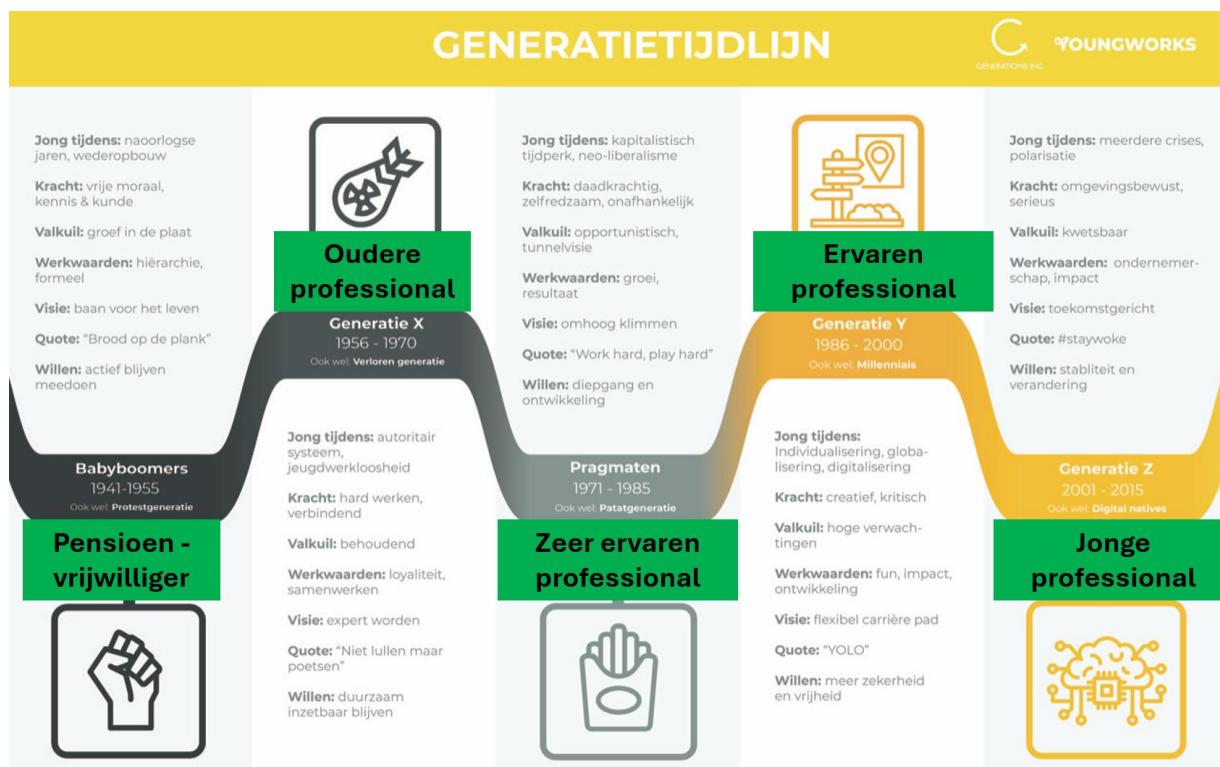 GENERATIETIJDLIJN
GENERATIONS INC.
YOUNGWORKS
Jong tijdens: naoorlogse
jaren, wederopbouw
Kracht: vrije moraal,
kennis & kunde
Valkuil: groef in de plaat
Werkwaarden: hiërarchie,
formeel
Visie: baan voor het leven
Quote: “Brood op de plank”
Willen: actief blijven
meedoen
Babyboomers
1941-1955
Ook wel: Protestgeneratie
Pensioen -
vrijwilliger
Oudere
professional
Generatie X
1956 - 1970
Ook wel: Verloren generatie
Jong tijdens: autoritair
systeem,
jeugdwerkloosheid
Kracht: hard werken,
verbindend
Valkuil: behoudend
Werkwaarden: loyaliteit,
samenwerken
Visie: expert worden
Quote: “Niet lullen maar
poetsen”
Willen: duurzaam
inzetbaar blijven
Jong tijdens: kapitalistisch
tijdperk, neo-liberalisme
Kracht: daadkrachtig,
zelfredzaam, onafhankelijk
Valkuil: opportunistisch,
tunnelvisie
Werkwaarden: groei,
resultaat
Visie: omhoog klimmen
Quote: “Work hard, play hard”
Willen: diepgang en
ontwikkeling
Pragmaten
1971 - 1985
Ook wel: Patatgeneratie
Zeer ervaren
professional
Ervaren
professional
Generatie Y
1986 - 2000
Ook wel: Millennials
Jong tijdens:
Individualisering, globa-
lisering, digitalisering
Kracht: creatief, kritisch
Valkuil: hoge verwach-
tingen
Werkwaarden: fun, impact,
ontwikkeling
Visie: flexibel carrière pad
Quote: “YOLO”
Willen: meer zekerheid
en vrijheid
Jong tijdens: meerdere crises,
polarisatie
Kracht: omgevingsbewust,
serieus
Valkuil: kwetsbaar
Werkwaarden: ondernemer-
schap, impact
Visie: toekomstgericht
Quote: #staywoke
Willen: stabliteit en
verandering
Generatie Z
2001 - 2015
Ook wel: Digital natives
Jonge
professional